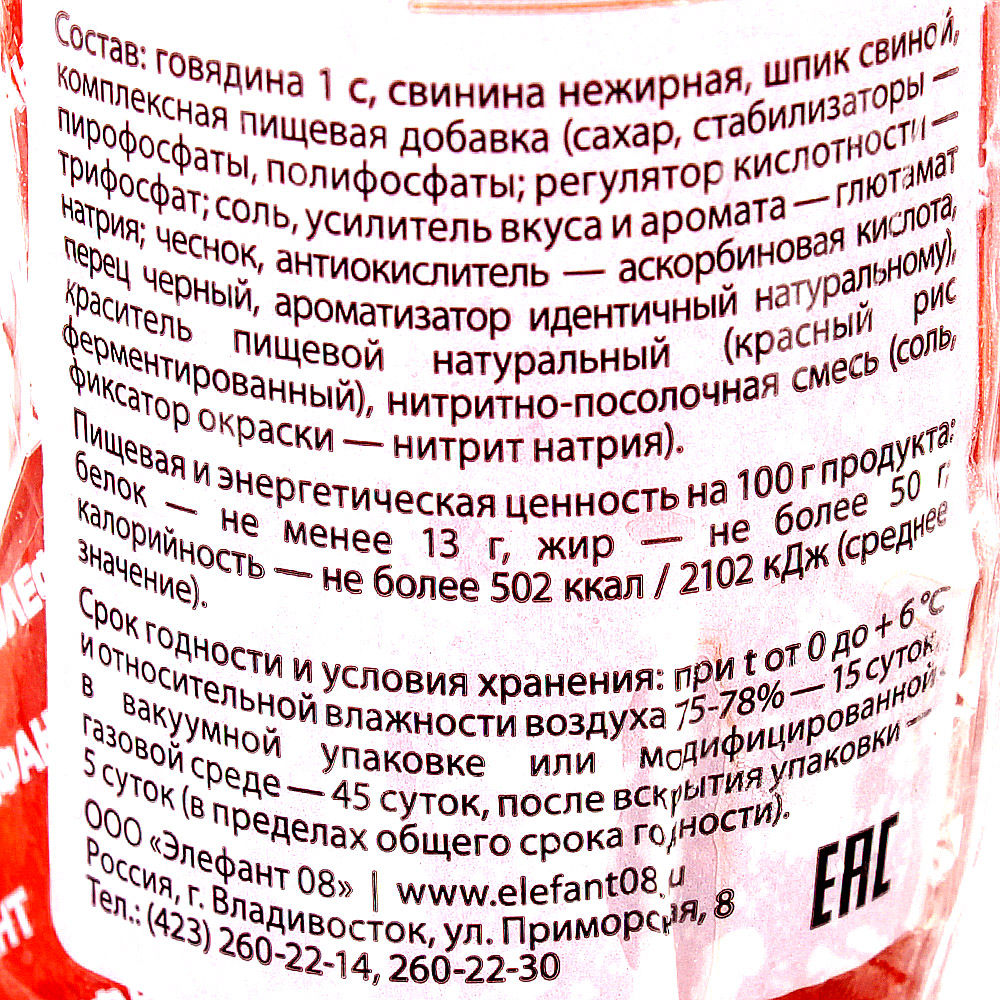 Состав: говядина 1 с, свинина нежирная, шпик свиной,
комплексная пищевая добавка (сахар, стабилизаторы —
пирофосфаты, полифосфаты; регулятор кислотности —
трифосфат; соль, усилитель вкуса и аромата — глютамат
натрия; чеснок, антиокислитель — аскорбиновая кислота,
перец черный, ароматизатор идентичный натуральному),
краситель пищевой натуральный (красный рис
ферментированный), нитритно-посолочная смесь (соль,
фиксатор окраски — нитрит натрия).
Пищевая и энергетическая ценность на 100 г продукта:
белок — не менее 13 г, жир — не более 50 г,
калорийность — не более 502 ккал / 2102 кДж (среднее
значение).
Срок годности и условия хранения: при t от 0 до + 6 °C
и относительной влажности воздуха 75-78% — 15 суток,
в вакуумной упаковке или модифицированной
газовой среде — 45 суток, после вскрытия упаковки —
5 суток (в пределах общего срока годности).
ООО «Элефант 08» | www.elefant08.ru
Россия, г. Владивосток, ул. Приморская, 8
Тел.: (423) 260-22-14, 260-22-30
ЕАС